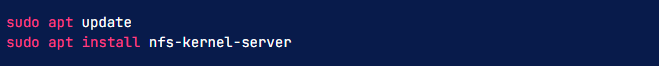 sudo apt update
sudo apt install nfs-kernel-server